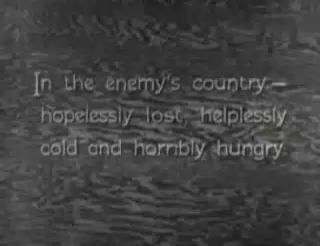 In the enemy's country—
hopelessly lost, helplessly
cold and horribly hungry.